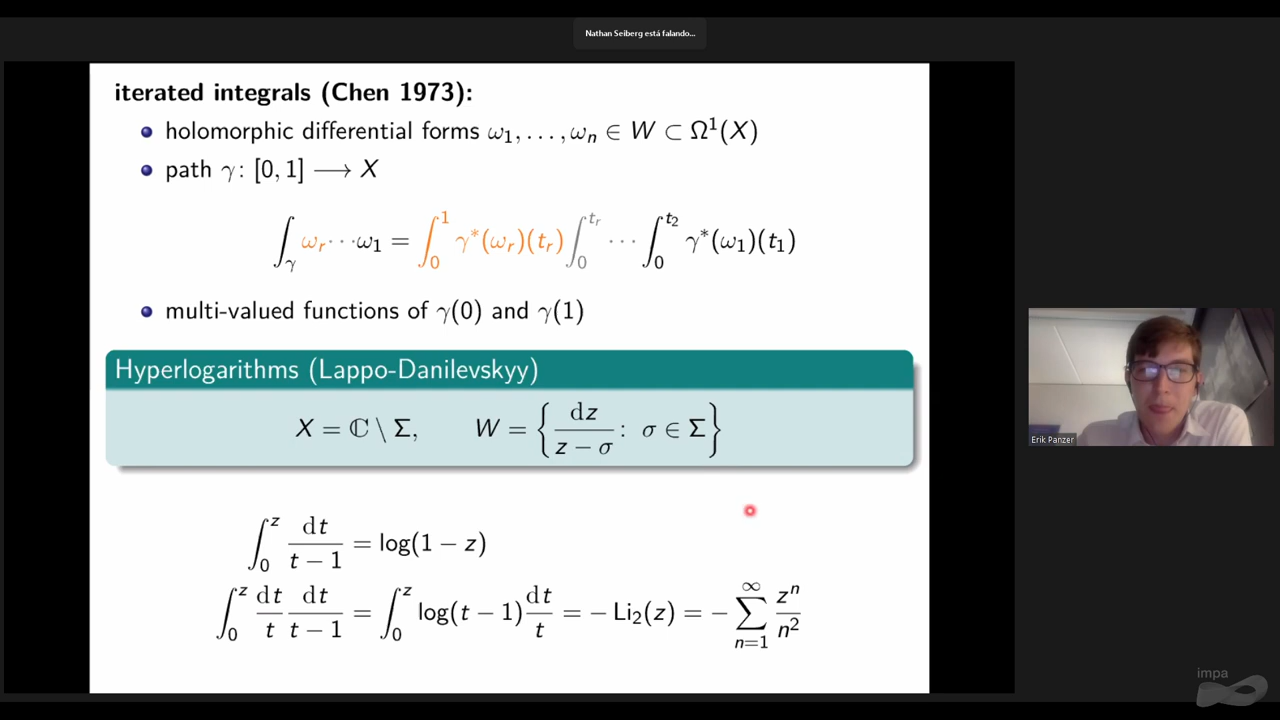 Nathan Seiberg está falando...
iterated integrals (Chen 1973):
holomorphic differential forms ω₁, . . . , ωₙ ∈ W ⊂ Ω¹(X)
path γ: [0, 1] ⟶ X
∫_γ ω_r ··· ω₁ = ∫₀¹ γ*(ω_r)(t_r) ∫₀^{t_r} ··· ∫₀^{t₂} γ*(ω₁)(t₁)
multi-valued functions of γ(0) and γ(1)
Hyperlogarithms (Lappo-Danilevskyy)
X = ℂ \ Σ, W = { dz/(z − σ) : σ ∈ Σ }
∫₀^z dt/(t − 1) = log(1 − z)
∫₀^z dt/t dt/(t − 1) = ∫₀^z log(t − 1) dt/t = − Li₂(z) = − ∑_{n=1}^∞ zⁿ/n²
Erik Panzer
impa